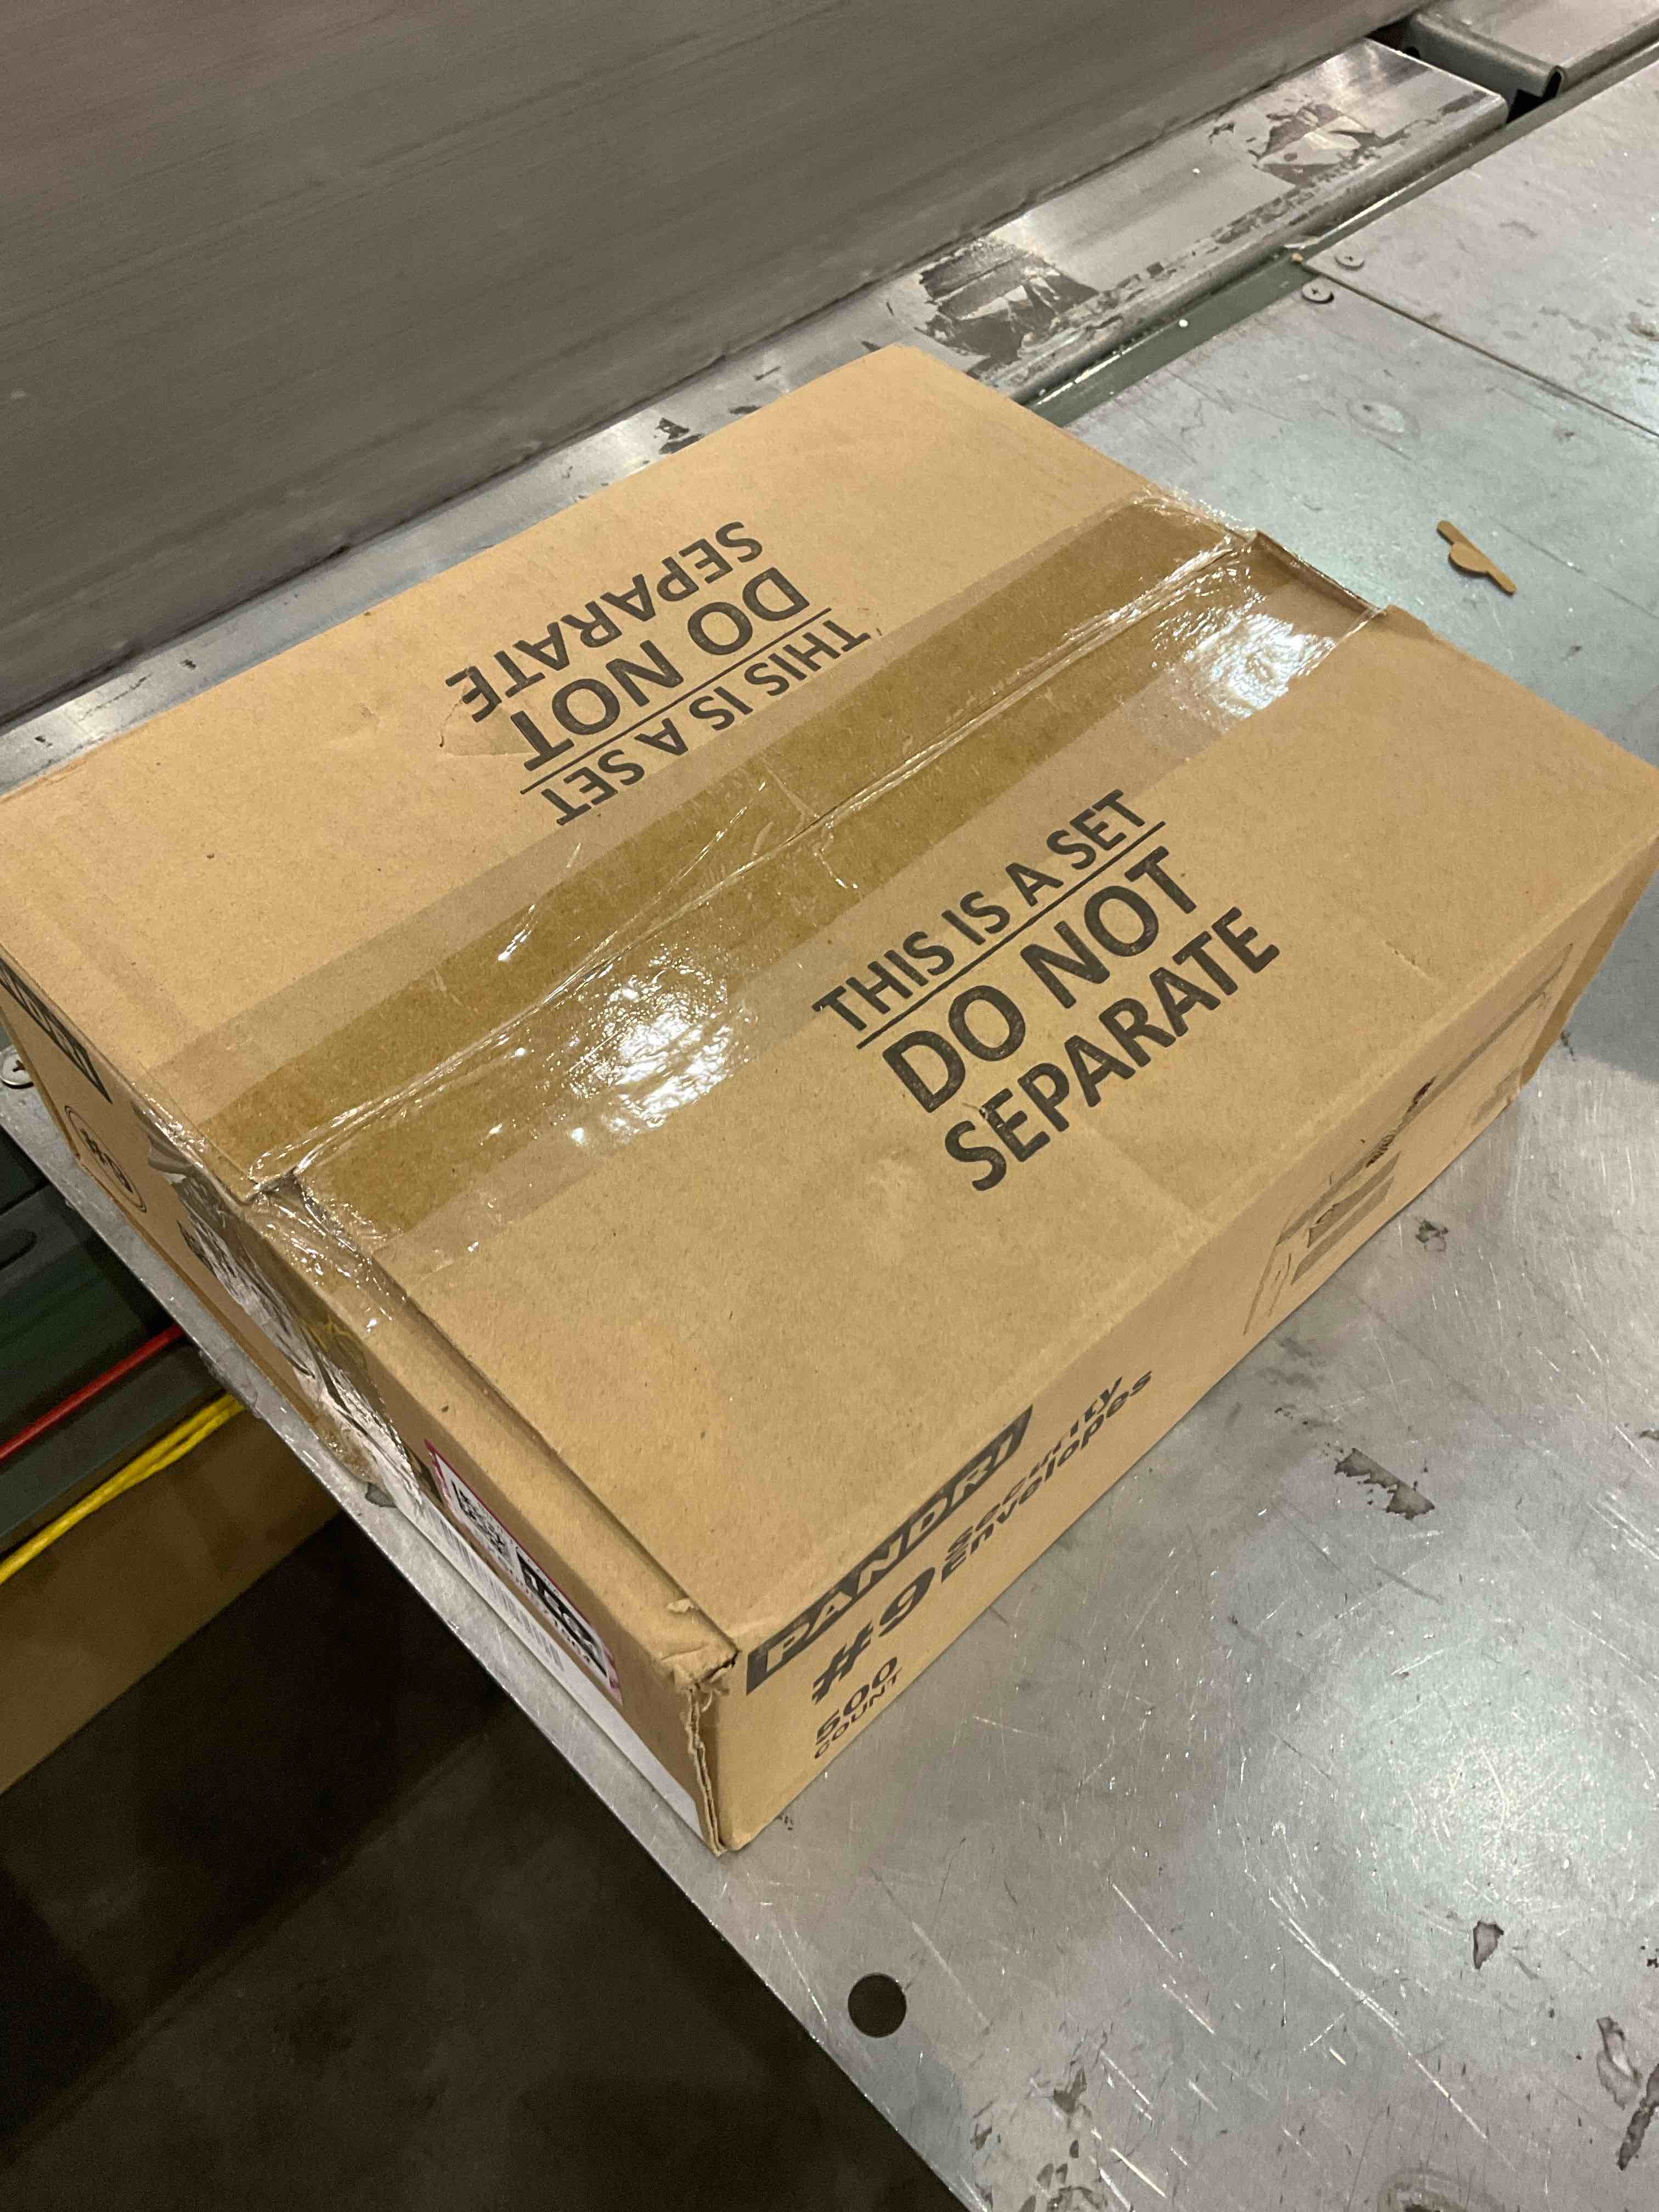 THIS IS A SET
DO NOT
SEPARATE
THIS IS A SET
DO NOT
SEPARATE
PANDRI
#9 Security
Envelopes
500
COUNT